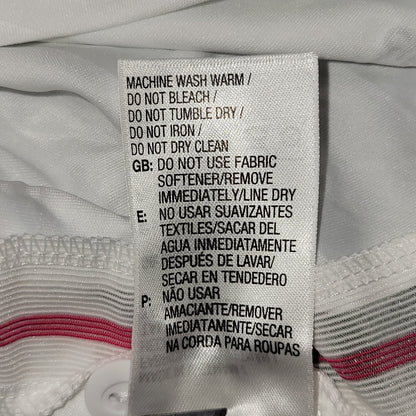 MACHINE WASH WARM /
DO NOT BLEACH /
DO NOT TUMBLE DRY /
DO NOT IRON /
DO NOT DRY CLEAN
GB: DO NOT USE FABRIC
SOFTENER/REMOVE
IMMEDIATELY/LINE DRY
E: NO USAR SUAVIZANTES
TEXTILES/SACAR DEL
AGUA INMEDIATAMENTE
DESPUÉS DE LAVAR/
SECAR EN TENDEDERO
P: NÃO USAR
AMACIANTE/REMOVER
IMEDIATAMENTE/SECAR
NA CORDA PARA ROUPAS